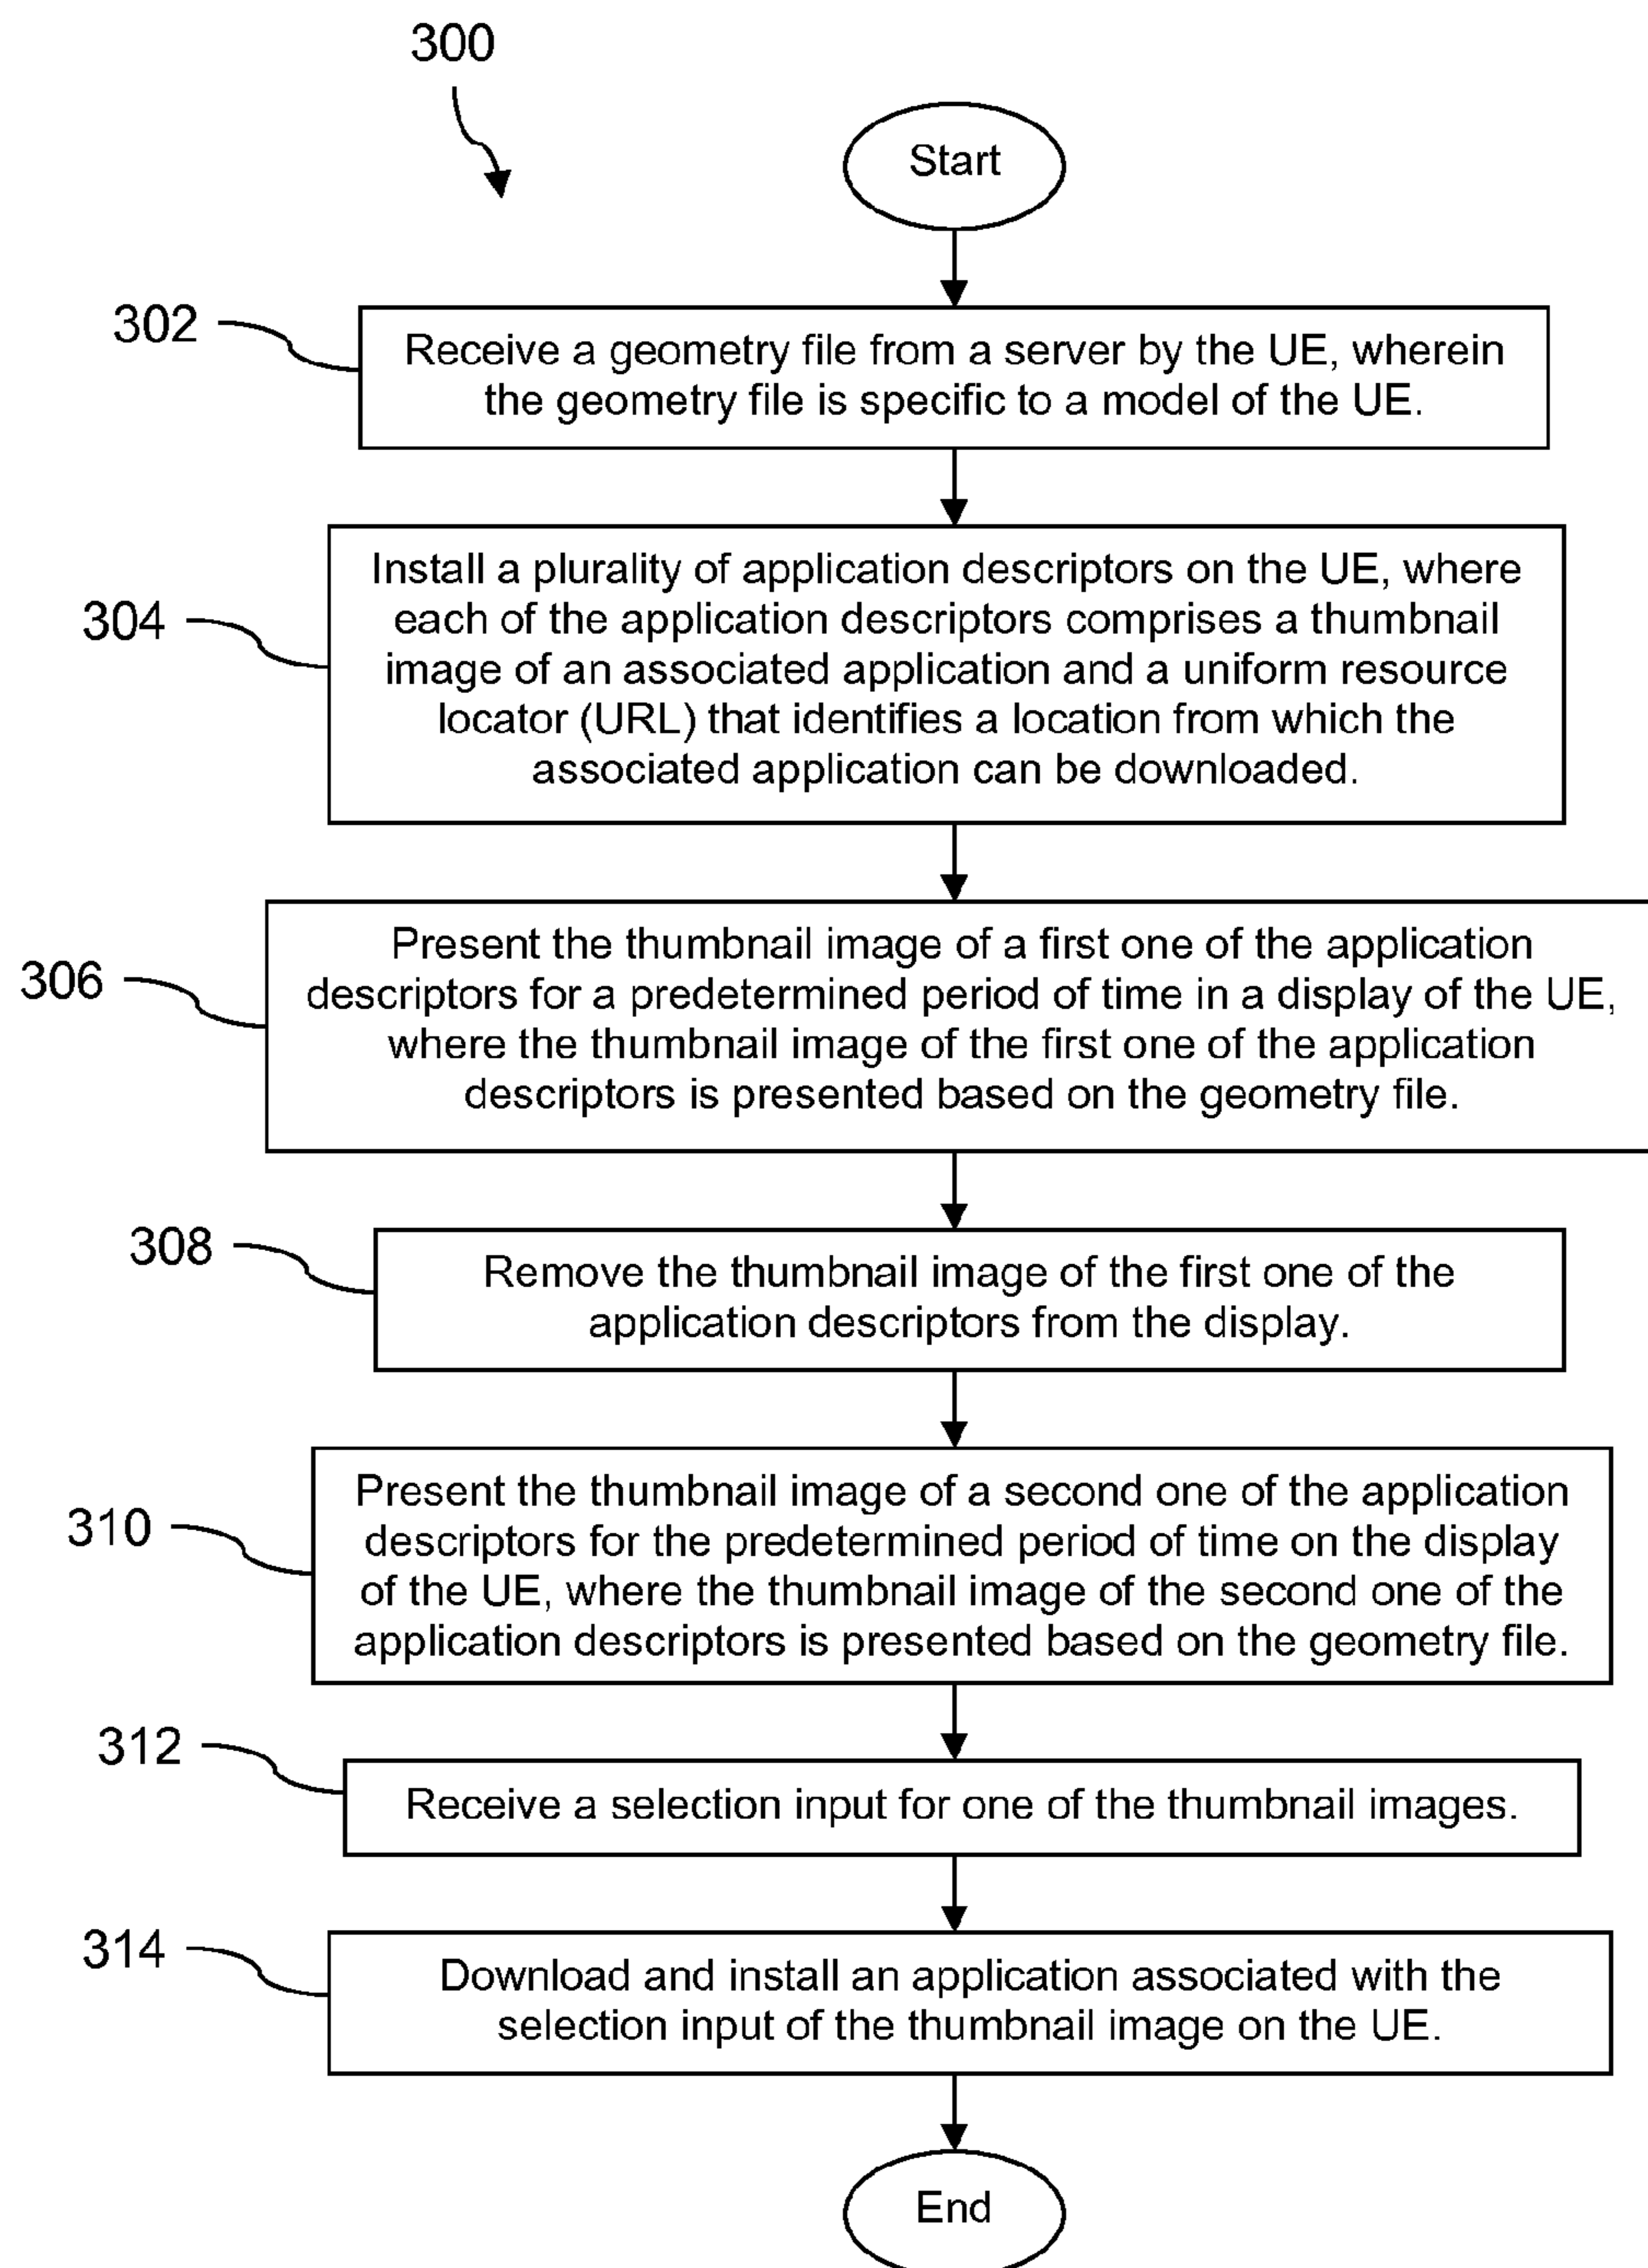 300
Start
302
Receive a geometry file from a server by the UE, wherein
the geometry file is specific to a model of the UE.
304
Install a plurality of application descriptors on the UE, where
each of the application descriptors comprises a thumbnail
image of an associated application and a uniform resource
locator (URL) that identifies a location from which the
associated application can be downloaded.
306
Present the thumbnail image of a first one of the application
descriptors for a predetermined period of time in a display of the UE,
where the thumbnail image of the first one of the application
descriptors is presented based on the geometry file.
308
Remove the thumbnail image of the first one of the
application descriptors from the display.
310
Present the thumbnail image of a second one of the application
descriptors for the predetermined period of time on the display
of the UE, where the thumbnail image of the second one of the
application descriptors is presented based on the geometry file.
312
Receive a selection input for one of the thumbnail images.
314
Download and install an application associated with the
selection input of the thumbnail image on the UE.
End